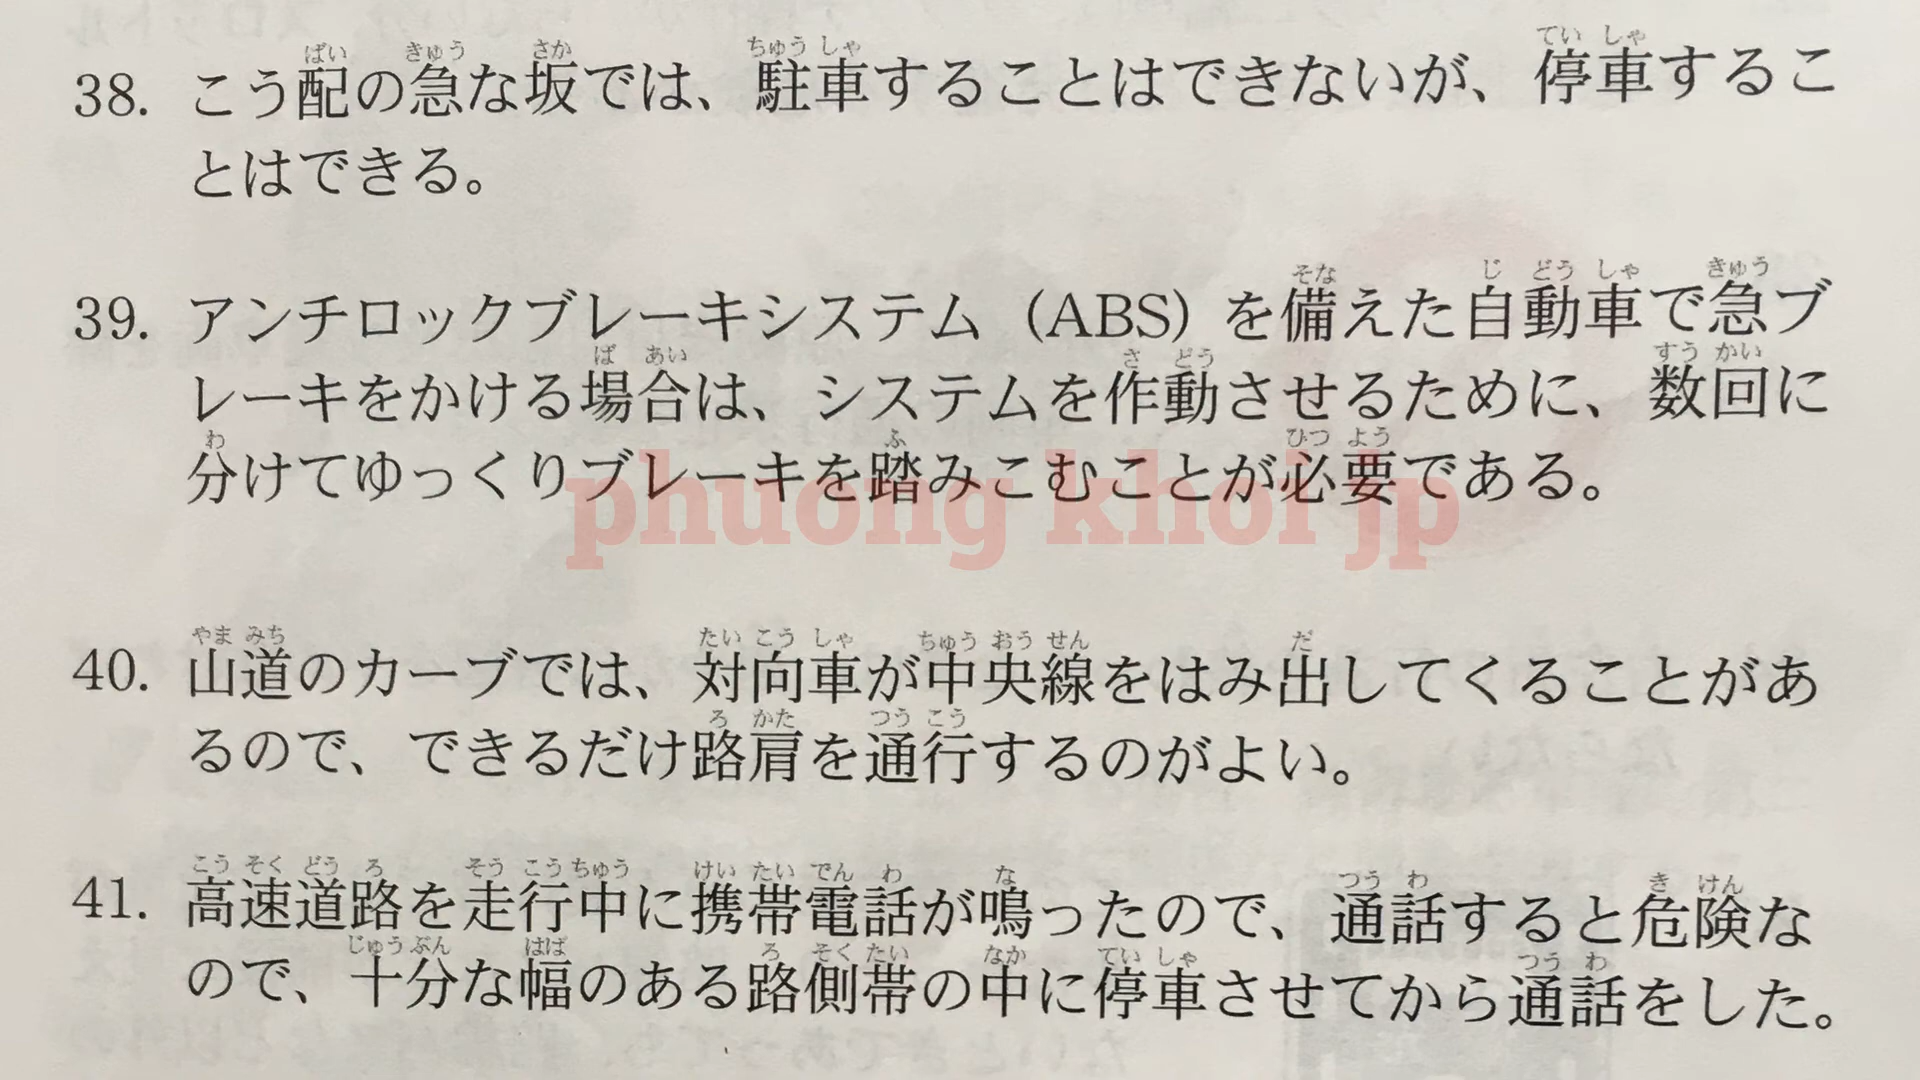 38. こう配の急な坂では、駐車することはできないが、停車するこ
とはできる。
39. アンチロックブレーキシステム（ABS）を備えた自動車で急ブ
レーキをかける場合は、システムを作動させるために、数回に
分けてゆっくりブレーキを踏みこむことが必要である。
phuong khoi jp
40. 山道のカーブでは、対向車が中央線をはみ出してくることがあ
るので、できるだけ路肩を通行するのがよい。
41. 高速道路を走行中に携帯電話が鳴ったので、通話すると危険な
ので、十分な幅のある路側帯の中に停車させてから通話をした。